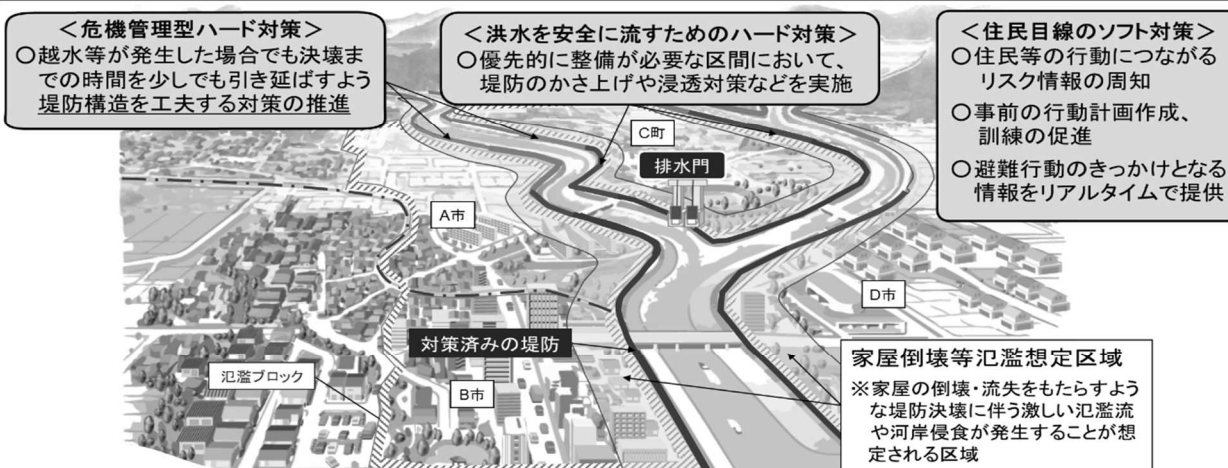 ＜危機管理型ハード対策＞
○越水等が発生した場合でも決壊ま
での時間を少しでも引き延ばすよう
堤防構造を工夫する対策の推進
＜洪水を安全に流すためのハード対策＞
○優先的に整備が必要な区間において、
堤防のかさ上げや浸透対策などを実施
＜住民目線のソフト対策＞
○住民等の行動につながる
リスク情報の周知
○事前の行動計画作成、
訓練の促進
○避難行動のきっかけとなる
情報をリアルタイムで提供
C町
排水門
A市
D市
対策済みの堤防
氾濫ブロック
B市
家屋倒壊等氾濫想定区域
※家屋の倒壊・流失をもたらすよう
な堤防決壊に伴う激しい氾濫流
や河岸侵食が発生することが想
定される区域